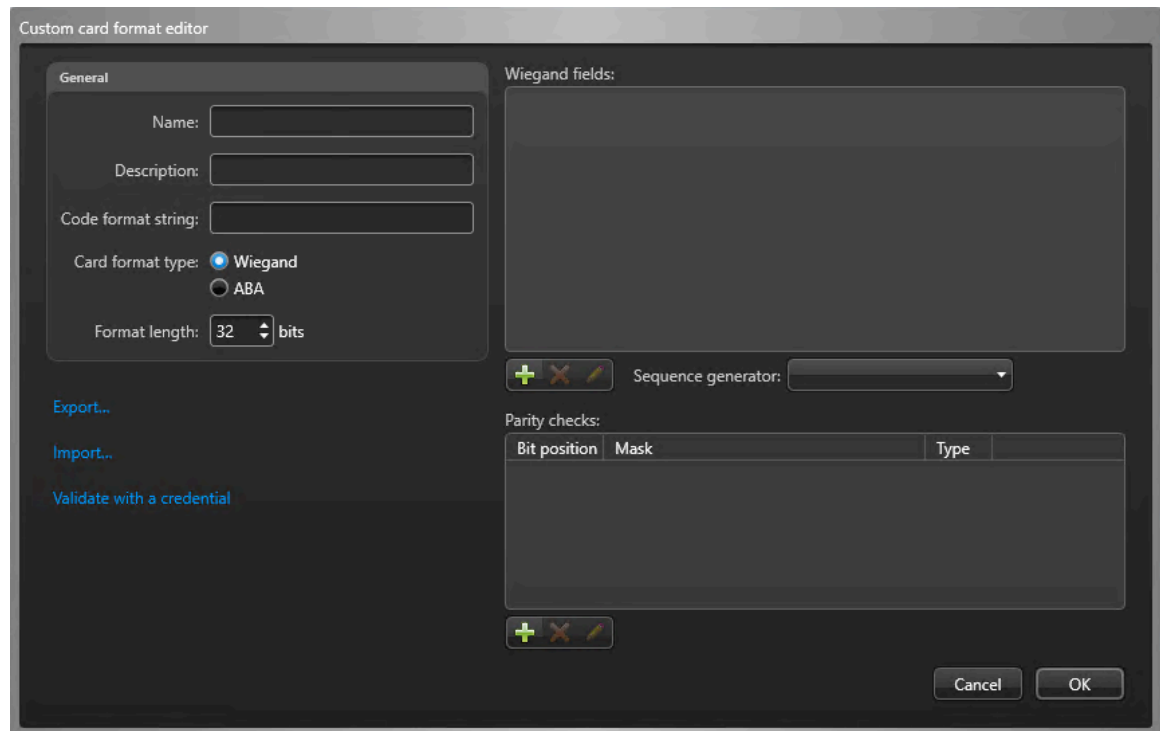 Custom card format editor
General
Name:
Description:
Code format string:
Card format type: Wiegand
ABA
Format length: 32 bits
Export...
Import...
Validate with a credential
Wiegand fields:
Sequence generator:
Parity checks:
Bit position Mask Type
Cancel OK